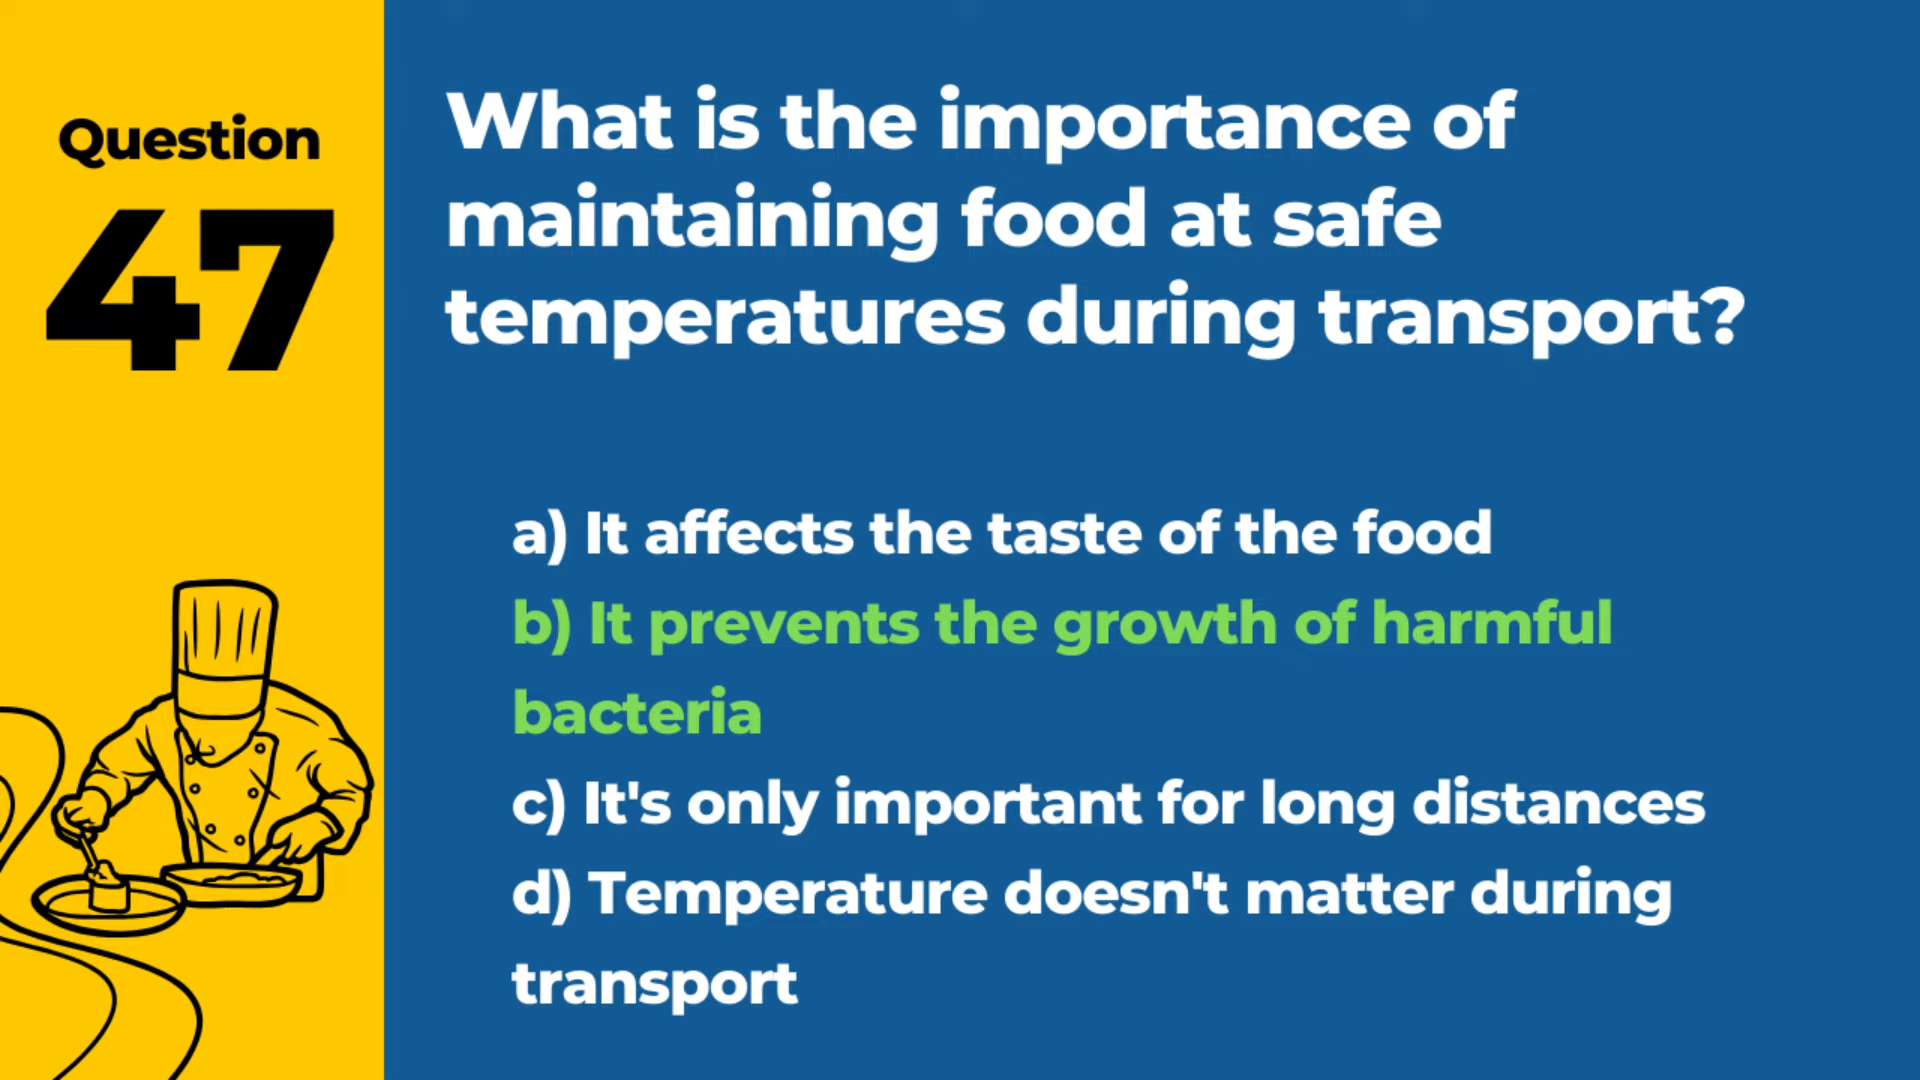 Question
47
What is the importance of
maintaining food at safe
temperatures during transport?
a) It affects the taste of the food
b) It prevents the growth of harmful
bacteria
c) It's only important for long distances
d) Temperature doesn't matter during
transport